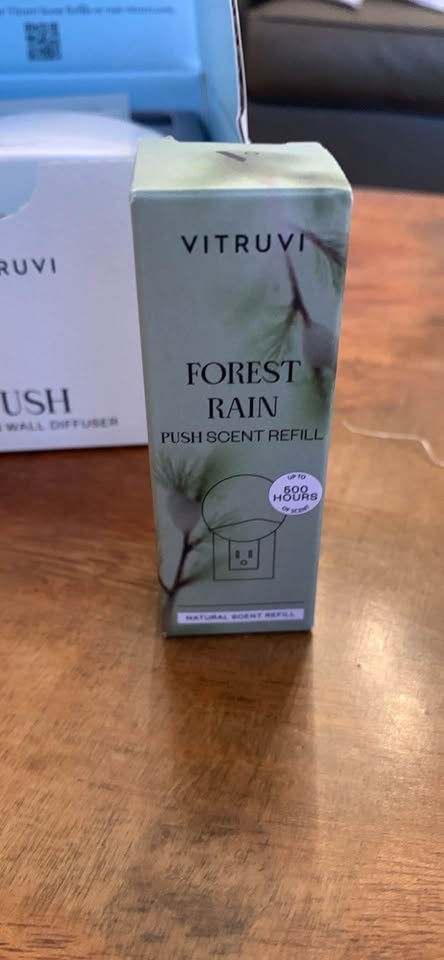 RUVI
USH
WALL DIFFUSER
VITRUVI
FOREST
RAIN
PUSH SCENT REFILL
UP TO
500
HOURS
OF SCENT
NATURAL SCENT REFILL